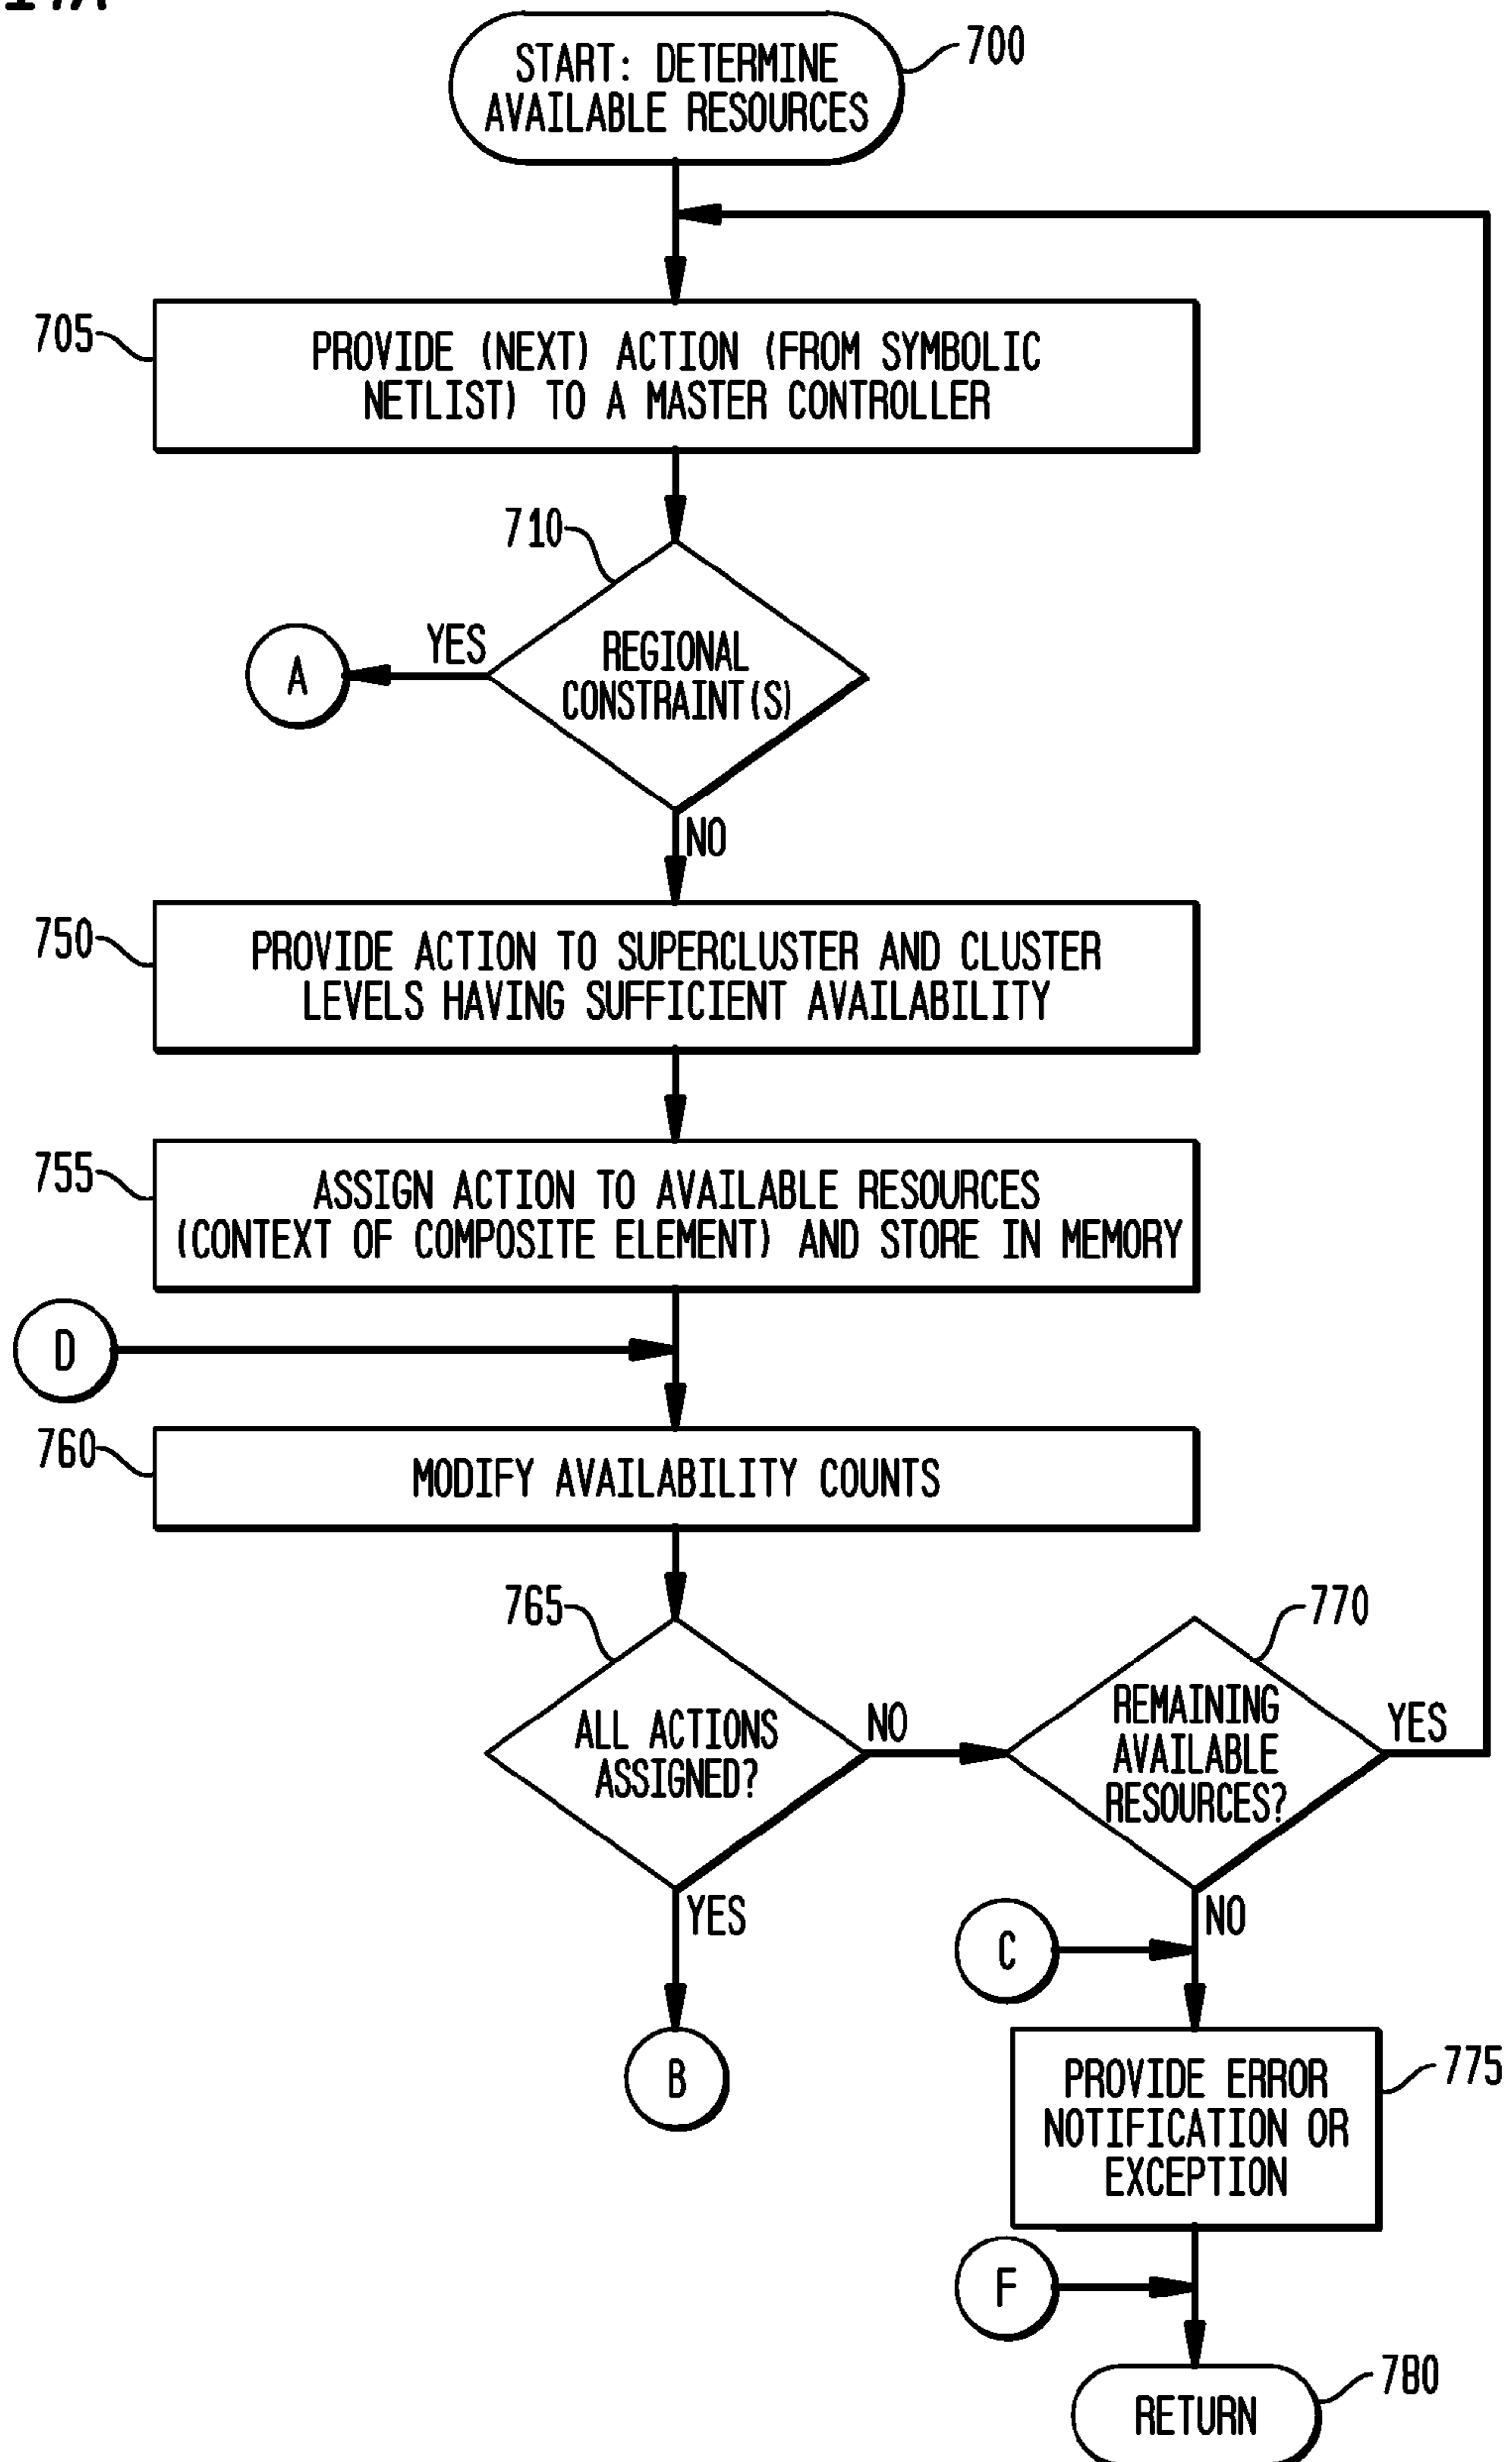 START: DETERMINE
AVAILABLE RESOURCES
700
705
PROVIDE (NEXT) ACTION (FROM SYMBOLIC
NETLIST) TO A MASTER CONTROLLER
710
A
YES
REGIONAL
CONSTRAINT(S)
NO
750
PROVIDE ACTION TO SUPERCLUSTER AND CLUSTER
LEVELS HAVING SUFFICIENT AVAILABILITY
755
ASSIGN ACTION TO AVAILABLE RESOURCES
(CONTEXT OF COMPOSITE ELEMENT) AND STORE IN MEMORY
D
760
MODIFY AVAILABILITY COUNTS
765
770
ALL ACTIONS
ASSIGNED?
NO
REMAINING
AVAILABLE
RESOURCES?
YES
YES
NO
C
B
775
PROVIDE ERROR
NOTIFICATION OR
EXCEPTION
F
780
RETURN